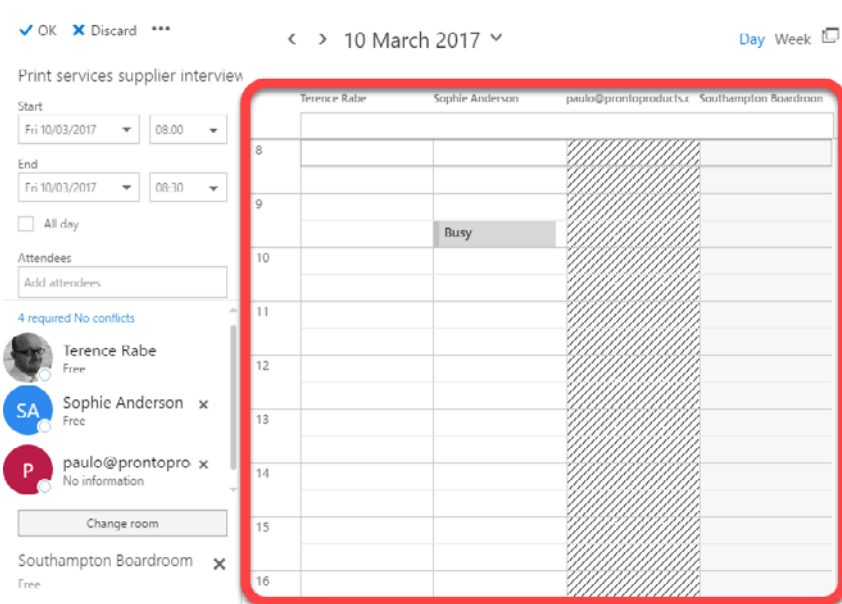 OK Discard •••
10 March 2017
Day Week
Print services supplier interview
Start
Fri 10/03/2017 08:00
End
Fri 10/03/2017 08:30
All day
Attendees
Add attendees
4 required No conflicts
Terence Rabe
Free
SA
Sophie Anderson
Free
P
paulo@prontopro
No information
Change room
Southampton Boardroom
Free
Terence Rabe Sophie Anderson paulo@prontoproducts.c Southampton Boardroom
8
9
Busy
10
11
12
13
14
15
16